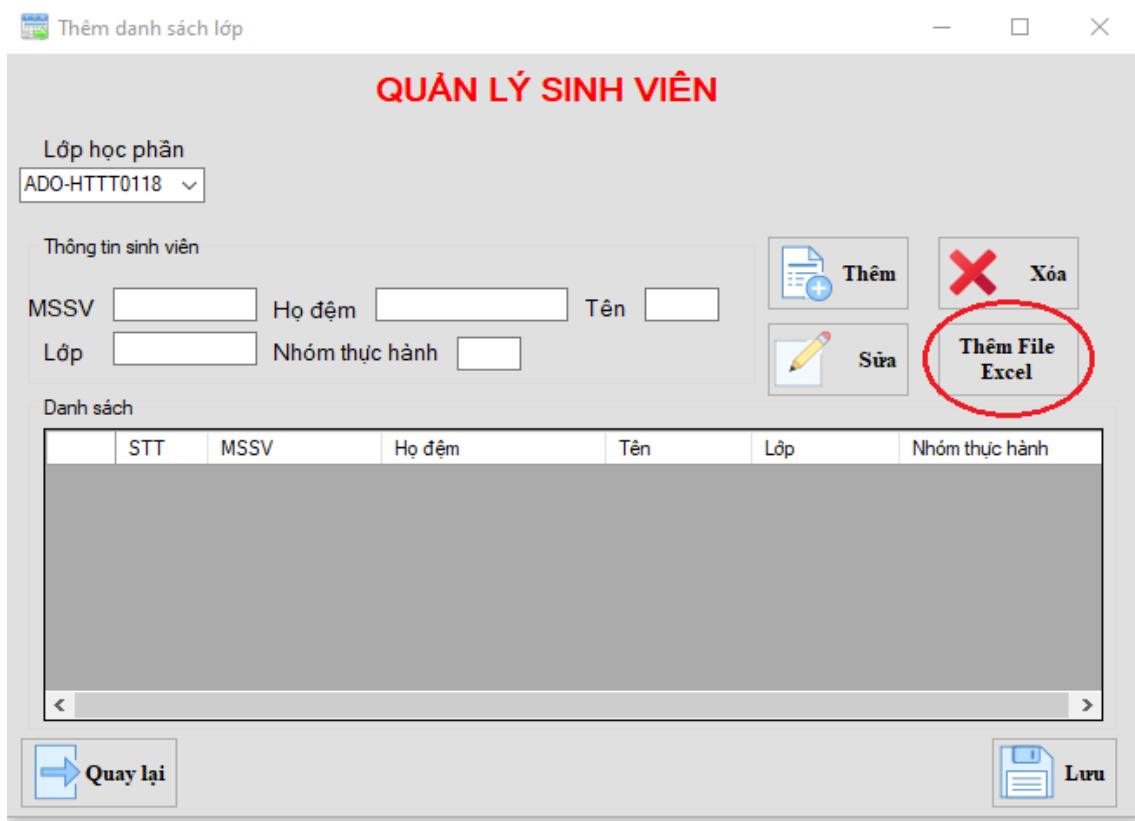 Thêm danh sách lớp
QUẢN LÝ SINH VIÊN
Lớp học phần
ADO-HTTT0118
Thông tin sinh viên
MSSV
Họ đệm
Tên
Lớp
Nhóm thực hành
Thêm
Xóa
Sửa
Thêm File
Excel
Danh sách
STT MSSV Họ đệm Tên Lớp Nhóm thực hành
Quay lại
Lưu